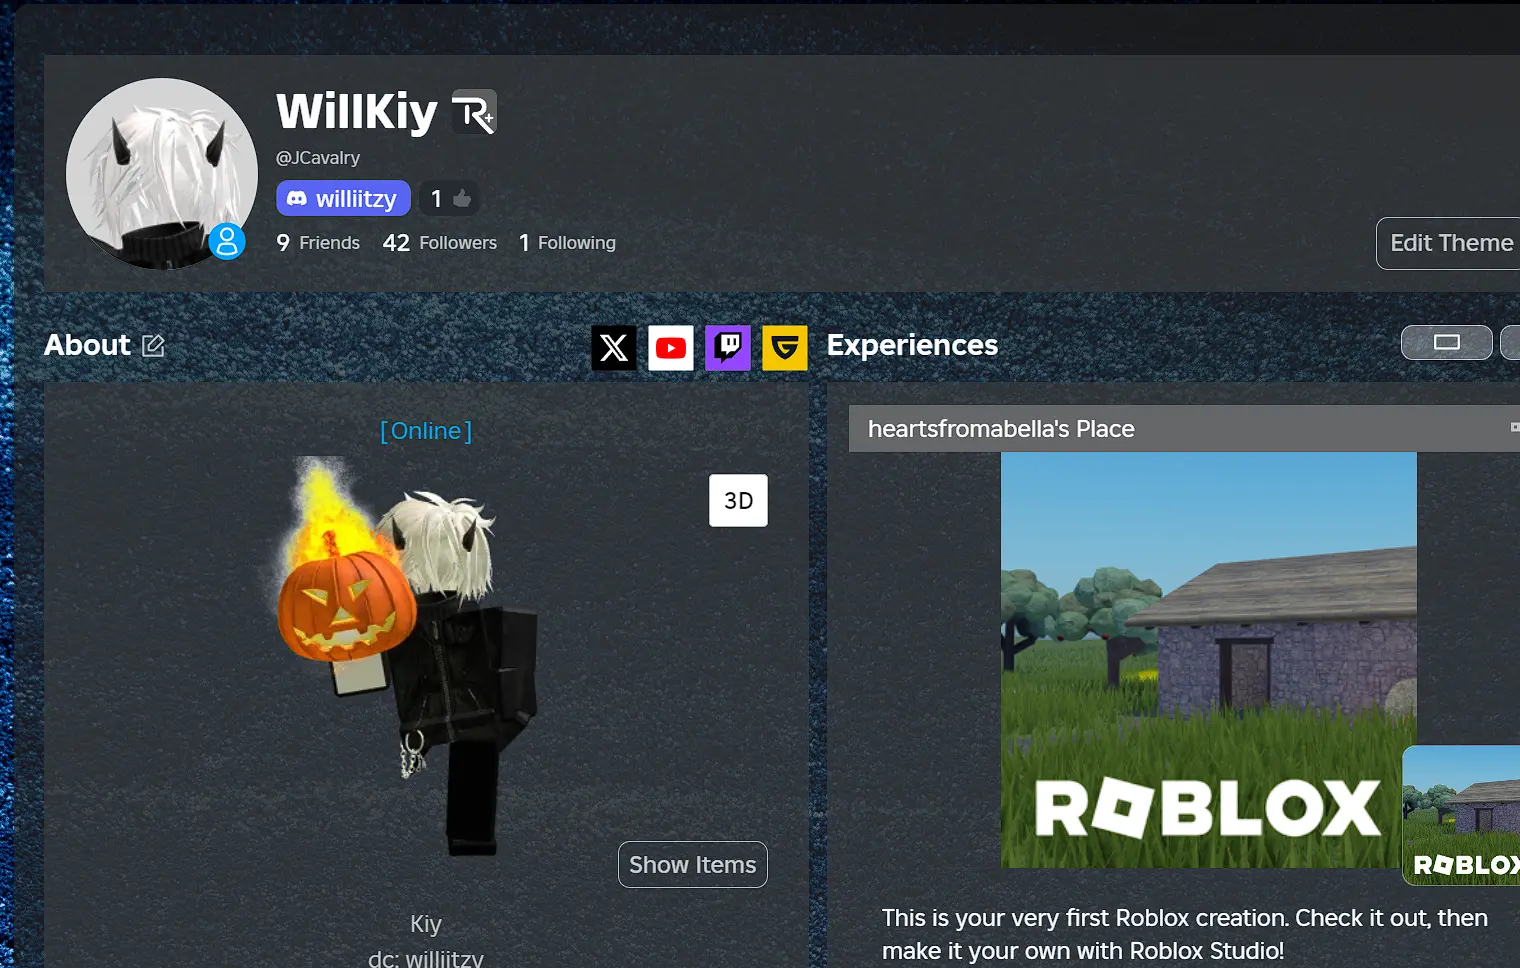 WillKiy R+
@JCavalry
williitzy 1
9 Friends 42 Followers 1 Following
Edit Theme
About
X
Experiences
[Online]
3D
Show Items
Kiy
dc: williitzy
heartsfromabella's Place
ROBLOX
ROBLOX
This is your very first Roblox creation. Check it out, then
make it your own with Roblox Studio!